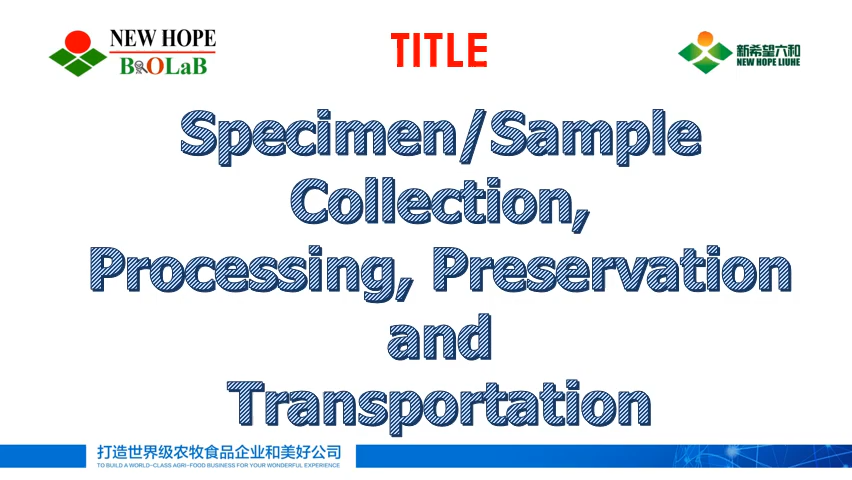 NEW HOPE
BIOLaB
TITLE
新希望六和
NEW HOPE LIUHE
Specimen/Sample
Collection,
Processing, Preservation
and
Transportation
打造世界级农牧食品企业和美好公司
TO BUILD A WORLD-CLASS AGRI-FOOD BUSINESS FOR YOUR WONDERFUL EXPERIENCE